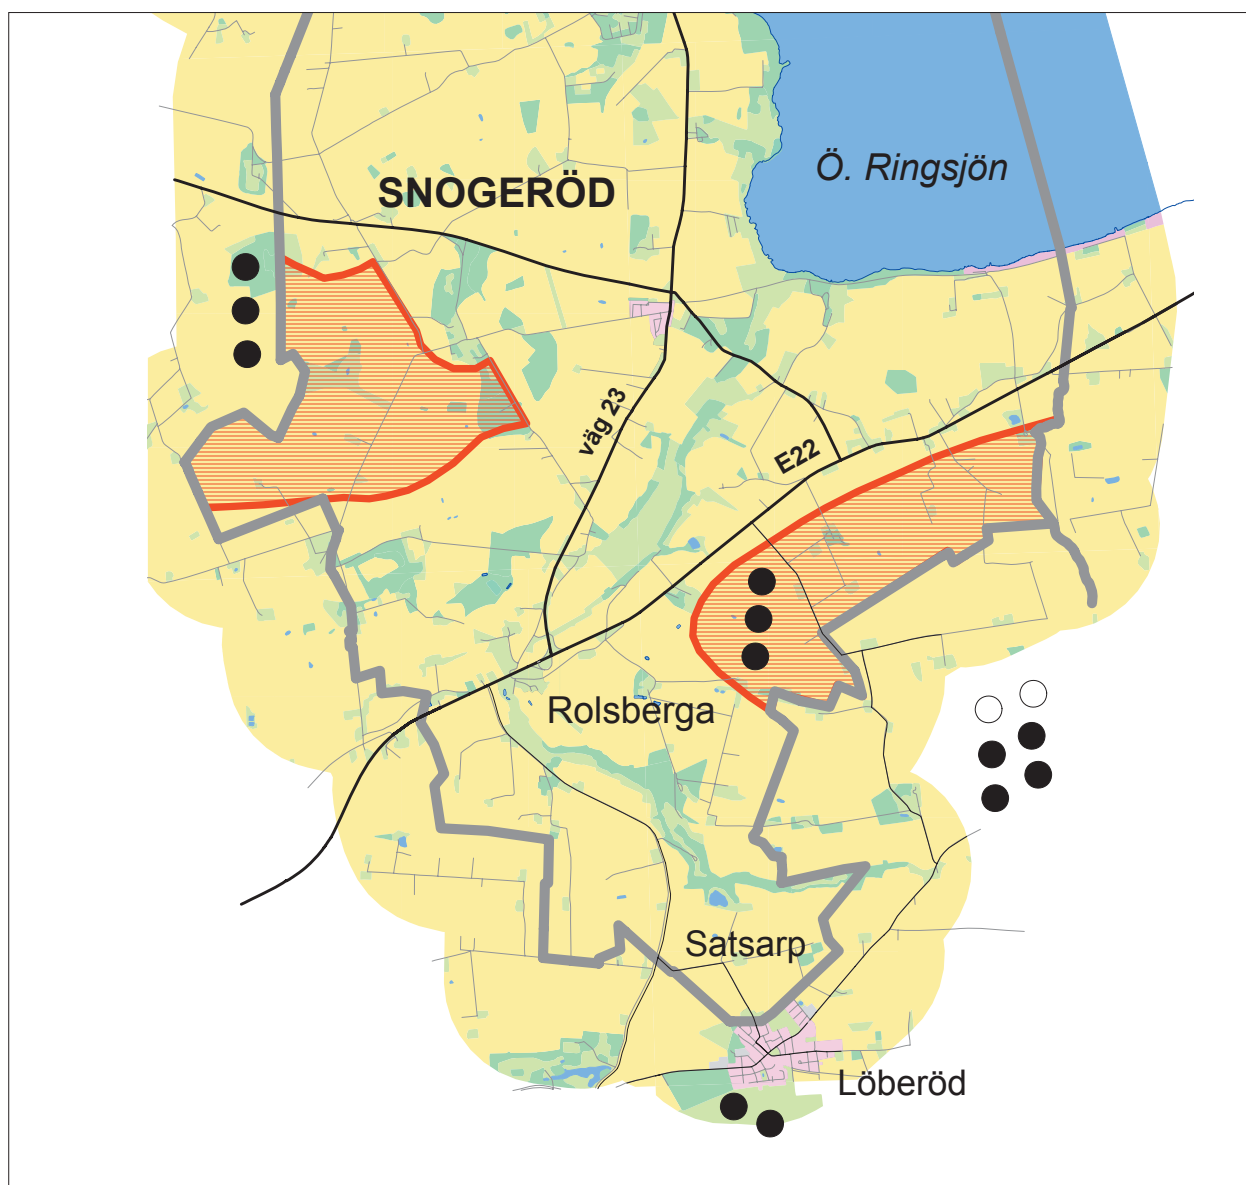 Ö. Ringsjön
SNOGERÖD
väg 23
E22
Rolsberga
Satsarp
Löberöd